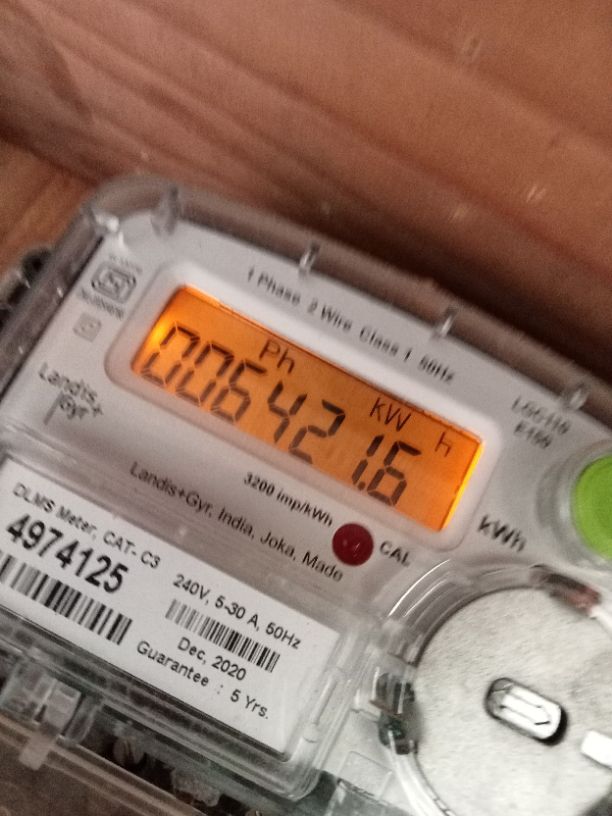 1 Phase 2 Wire Class 1 50Hz
Ph
kW h
006421.6
Landis+
Gyr
3200 imp/kWh
kWh
Landis+Gyr, India, Joka, Made
CAL
DLMS Meter, CAT- C3
4974125
240V, 5-30 A, 50Hz
Dec, 2020
Guarantee : 5 Yrs.